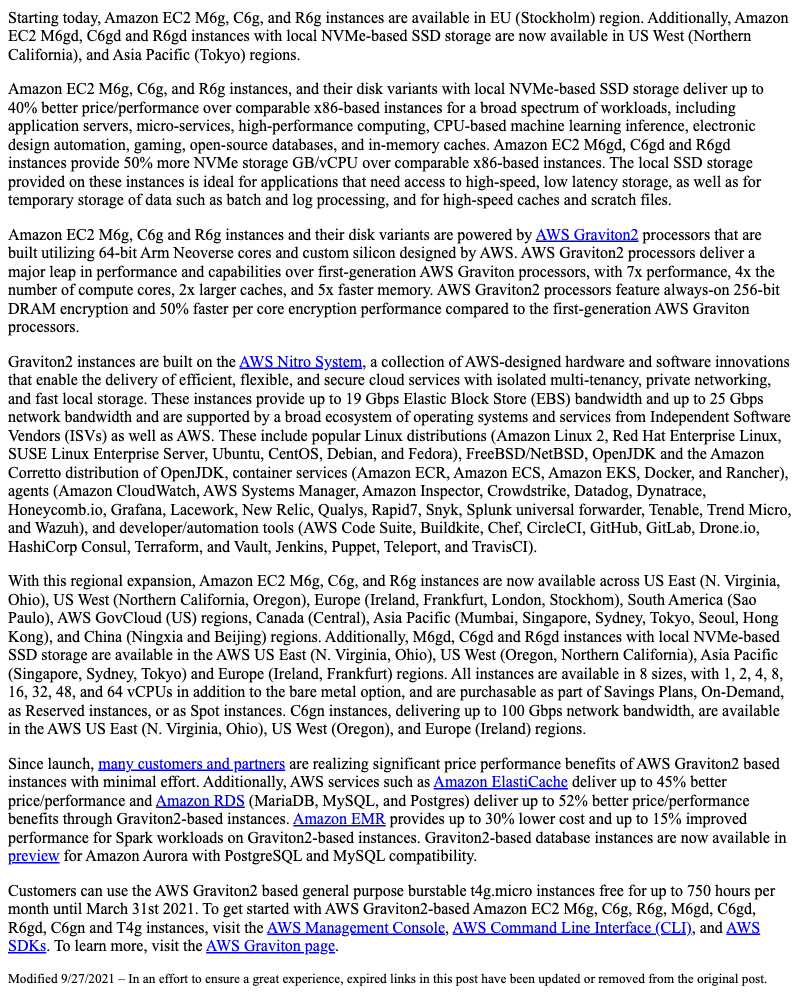 Starting today, Amazon EC2 M6g, C6g, and R6g instances are available in EU (Stockholm) region. Additionally, Amazon
EC2 M6gd, C6gd and R6gd instances with local NVMe-based SSD storage are now available in US West (Northern
California), and Asia Pacific (Tokyo) regions.
Amazon EC2 M6g, C6g, and R6g instances, and their disk variants with local NVMe-based SSD storage deliver up to
40% better price/performance over comparable x86-based instances for a broad spectrum of workloads, including
application servers, micro-services, high-performance computing, CPU-based machine learning inference, electronic
design automation, gaming, open-source databases, and in-memory caches. Amazon EC2 M6gd, C6gd and R6gd
instances provide 50% more NVMe storage GB/vCPU over comparable x86-based instances. The local SSD storage
provided on these instances is ideal for applications that need access to high-speed, low latency storage, as well as for
temporary storage of data such as batch and log processing, and for high-speed caches and scratch files.
Amazon EC2 M6g, C6g and R6g instances and their disk variants are powered by AWS Graviton2 processors that are
built utilizing 64-bit Arm Neoverse cores and custom silicon designed by AWS. AWS Graviton2 processors deliver a
major leap in performance and capabilities over first-generation AWS Graviton processors, with 7x performance, 4x the
number of compute cores, 2x larger caches, and 5x faster memory. AWS Graviton2 processors feature always-on 256-bit
DRAM encryption and 50% faster per core encryption performance compared to the first-generation AWS Graviton
processors.
Graviton2 instances are built on the AWS Nitro System, a collection of AWS-designed hardware and software innovations
that enable the delivery of efficient, flexible, and secure cloud services with isolated multi-tenancy, private networking,
and fast local storage. These instances provide up to 19 Gbps Elastic Block Store (EBS) bandwidth and up to 25 Gbps
network bandwidth and are supported by a broad ecosystem of operating systems and services from Independent Software
Vendors (ISVs) as well as AWS. These include popular Linux distributions (Amazon Linux 2, Red Hat Enterprise Linux,
SUSE Linux Enterprise Server, Ubuntu, CentOS, Debian, and Fedora), FreeBSD/NetBSD, OpenJDK and the Amazon
Corretto distribution of OpenJDK, container services (Amazon ECR, Amazon ECS, Amazon EKS, Docker, and Rancher),
agents (Amazon CloudWatch, AWS Systems Manager, Amazon Inspector, Crowdstrike, Datadog, Dynatrace,
Honeycomb.io, Grafana, Lacework, New Relic, Qualys, Rapid7, Snyk, Splunk universal forwarder, Tenable, Trend Micro,
and Wazuh), and developer/automation tools (AWS Code Suite, Buildkite, Chef, CircleCI, GitHub, GitLab, Drone.io,
HashiCorp Consul, Terraform, and Vault, Jenkins, Puppet, Teleport, and TravisCI).
With this regional expansion, Amazon EC2 M6g, C6g, and R6g instances are now available across US East (N. Virginia,
Ohio), US West (Northern California, Oregon), Europe (Ireland, Frankfurt, London, Stockhom), South America (Sao
Paulo), AWS GovCloud (US) regions, Canada (Central), Asia Pacific (Mumbai, Singapore, Sydney, Tokyo, Seoul, Hong
Kong), and China (Ningxia and Beijing) regions. Additionally, M6gd, C6gd and R6gd instances with local NVMe-based
SSD storage are available in the AWS US East (N. Virginia, Ohio), US West (Oregon, Northern California), Asia Pacific
(Singapore, Sydney, Tokyo) and Europe (Ireland, Frankfurt) regions. All instances are available in 8 sizes, with 1, 2, 4, 8,
16, 32, 48, and 64 vCPUs in addition to the bare metal option, and are purchasable as part of Savings Plans, On-Demand,
as Reserved instances, or as Spot instances. C6gn instances, delivering up to 100 Gbps network bandwidth, are available
in the AWS US East (N. Virginia, Ohio), US West (Oregon), and Europe (Ireland) regions.
Since launch, many customers and partners are realizing significant price performance benefits of AWS Graviton2 based
instances with minimal effort. Additionally, AWS services such as Amazon ElastiCache deliver up to 45% better
price/performance and Amazon RDS (MariaDB, MySQL, and Postgres) deliver up to 52% better price/performance
benefits through Graviton2-based instances. Amazon EMR provides up to 30% lower cost and up to 15% improved
performance for Spark workloads on Graviton2-based instances. Graviton2-based database instances are now available in
preview for Amazon Aurora with PostgreSQL and MySQL compatibility.
Customers can use the AWS Graviton2 based general purpose burstable t4g.micro instances free for up to 750 hours per
month until March 31st 2021. To get started with AWS Graviton2-based Amazon EC2 M6g, C6g, R6g, M6gd, C6gd,
R6gd, C6gn and T4g instances, visit the AWS Management Console, AWS Command Line Interface (CLI), and AWS
SDKs. To learn more, visit the AWS Graviton page.
Modified 9/27/2021 – In an effort to ensure a great experience, expired links in this post have been updated or removed from the original post.